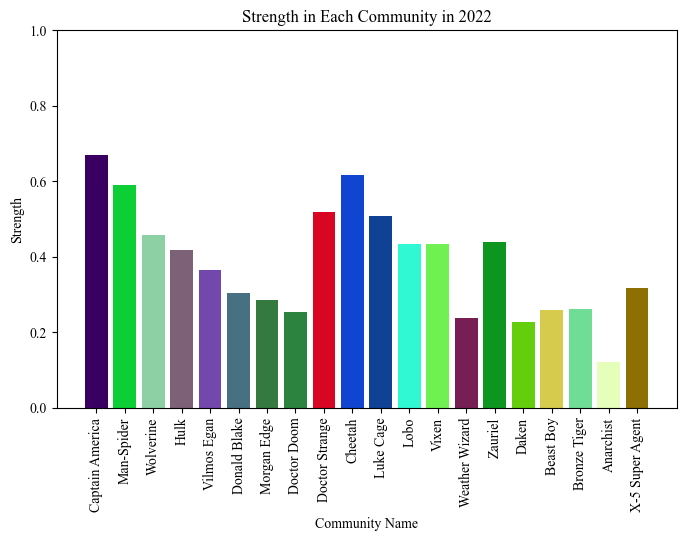 Strength in Each Community in 2022
1.0
0.8
0.6
0.4
0.2
0.0
Strength
Captain America
Man-Spider
Wolverine
Hulk
Vilmos Egan
Donald Blake
Morgan Edge
Doctor Doom
Doctor Strange
Cheetah
Luke Cage
Lobo
Vixen
Weather Wizard
Zauriel
Daken
Beast Boy
Bronze Tiger
Anarchist
X-5 Super Agent
Community Name